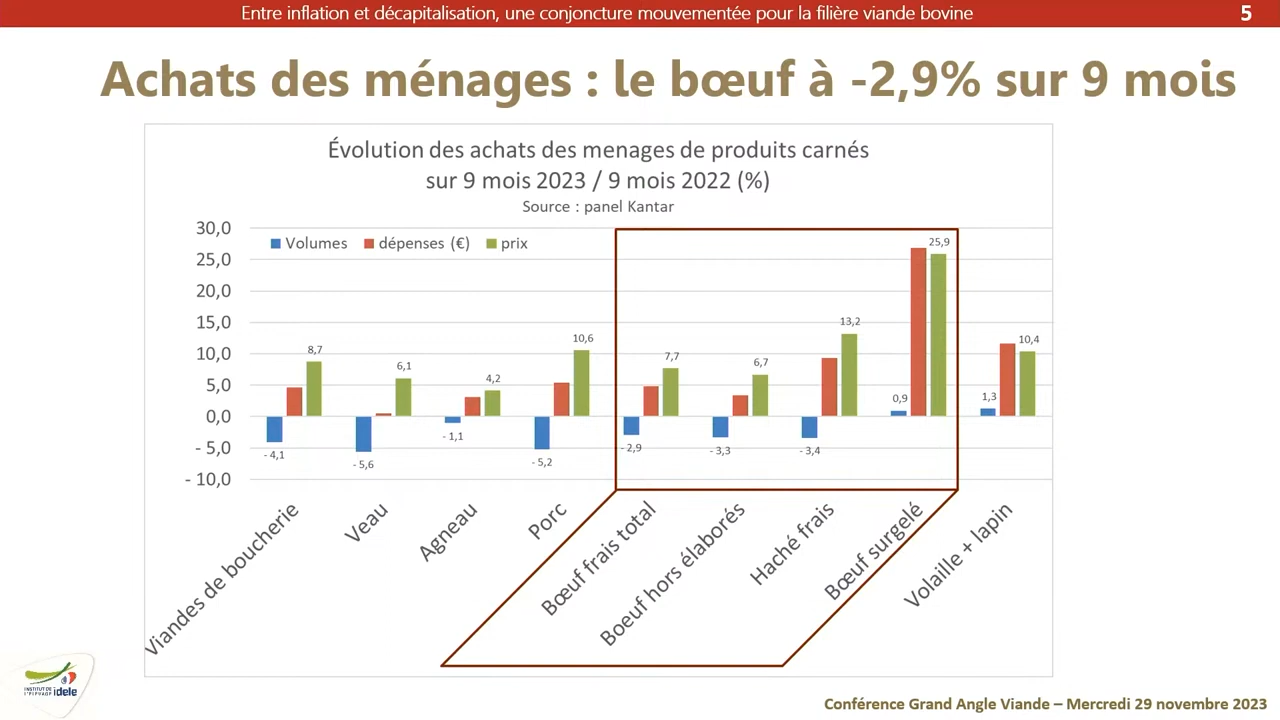 Entre inflation et décapitalisation, une conjoncture mouvementée pour la filière viande bovine
5
Achats des ménages : le bœuf à -2,9% sur 9 mois
Évolution des achats des menages de produits carnés
sur 9 mois 2023 / 9 mois 2022 (%)
Source : panel Kantar
Volumes
dépenses (€)
prix
30,0
25,0
20,0
15,0
10,0
5,0
0,0
- 5,0
- 10,0
8,7
- 4,1
6,1
- 5,6
4,2
- 1,1
10,6
- 5,2
7,7
- 2,9
6,7
- 3,3
13,2
- 3,4
25,9
0,9
10,4
1,3
Viandes de boucherie
Veau
Agneau
Porc
Bœuf frais total
Boeuf hors élaborés
Haché frais
Bœuf surgelé
Volaille + lapin
INSTITUT DE
L'ELEVAGE idele
Conférence Grand Angle Viande – Mercredi 29 novembre 2023